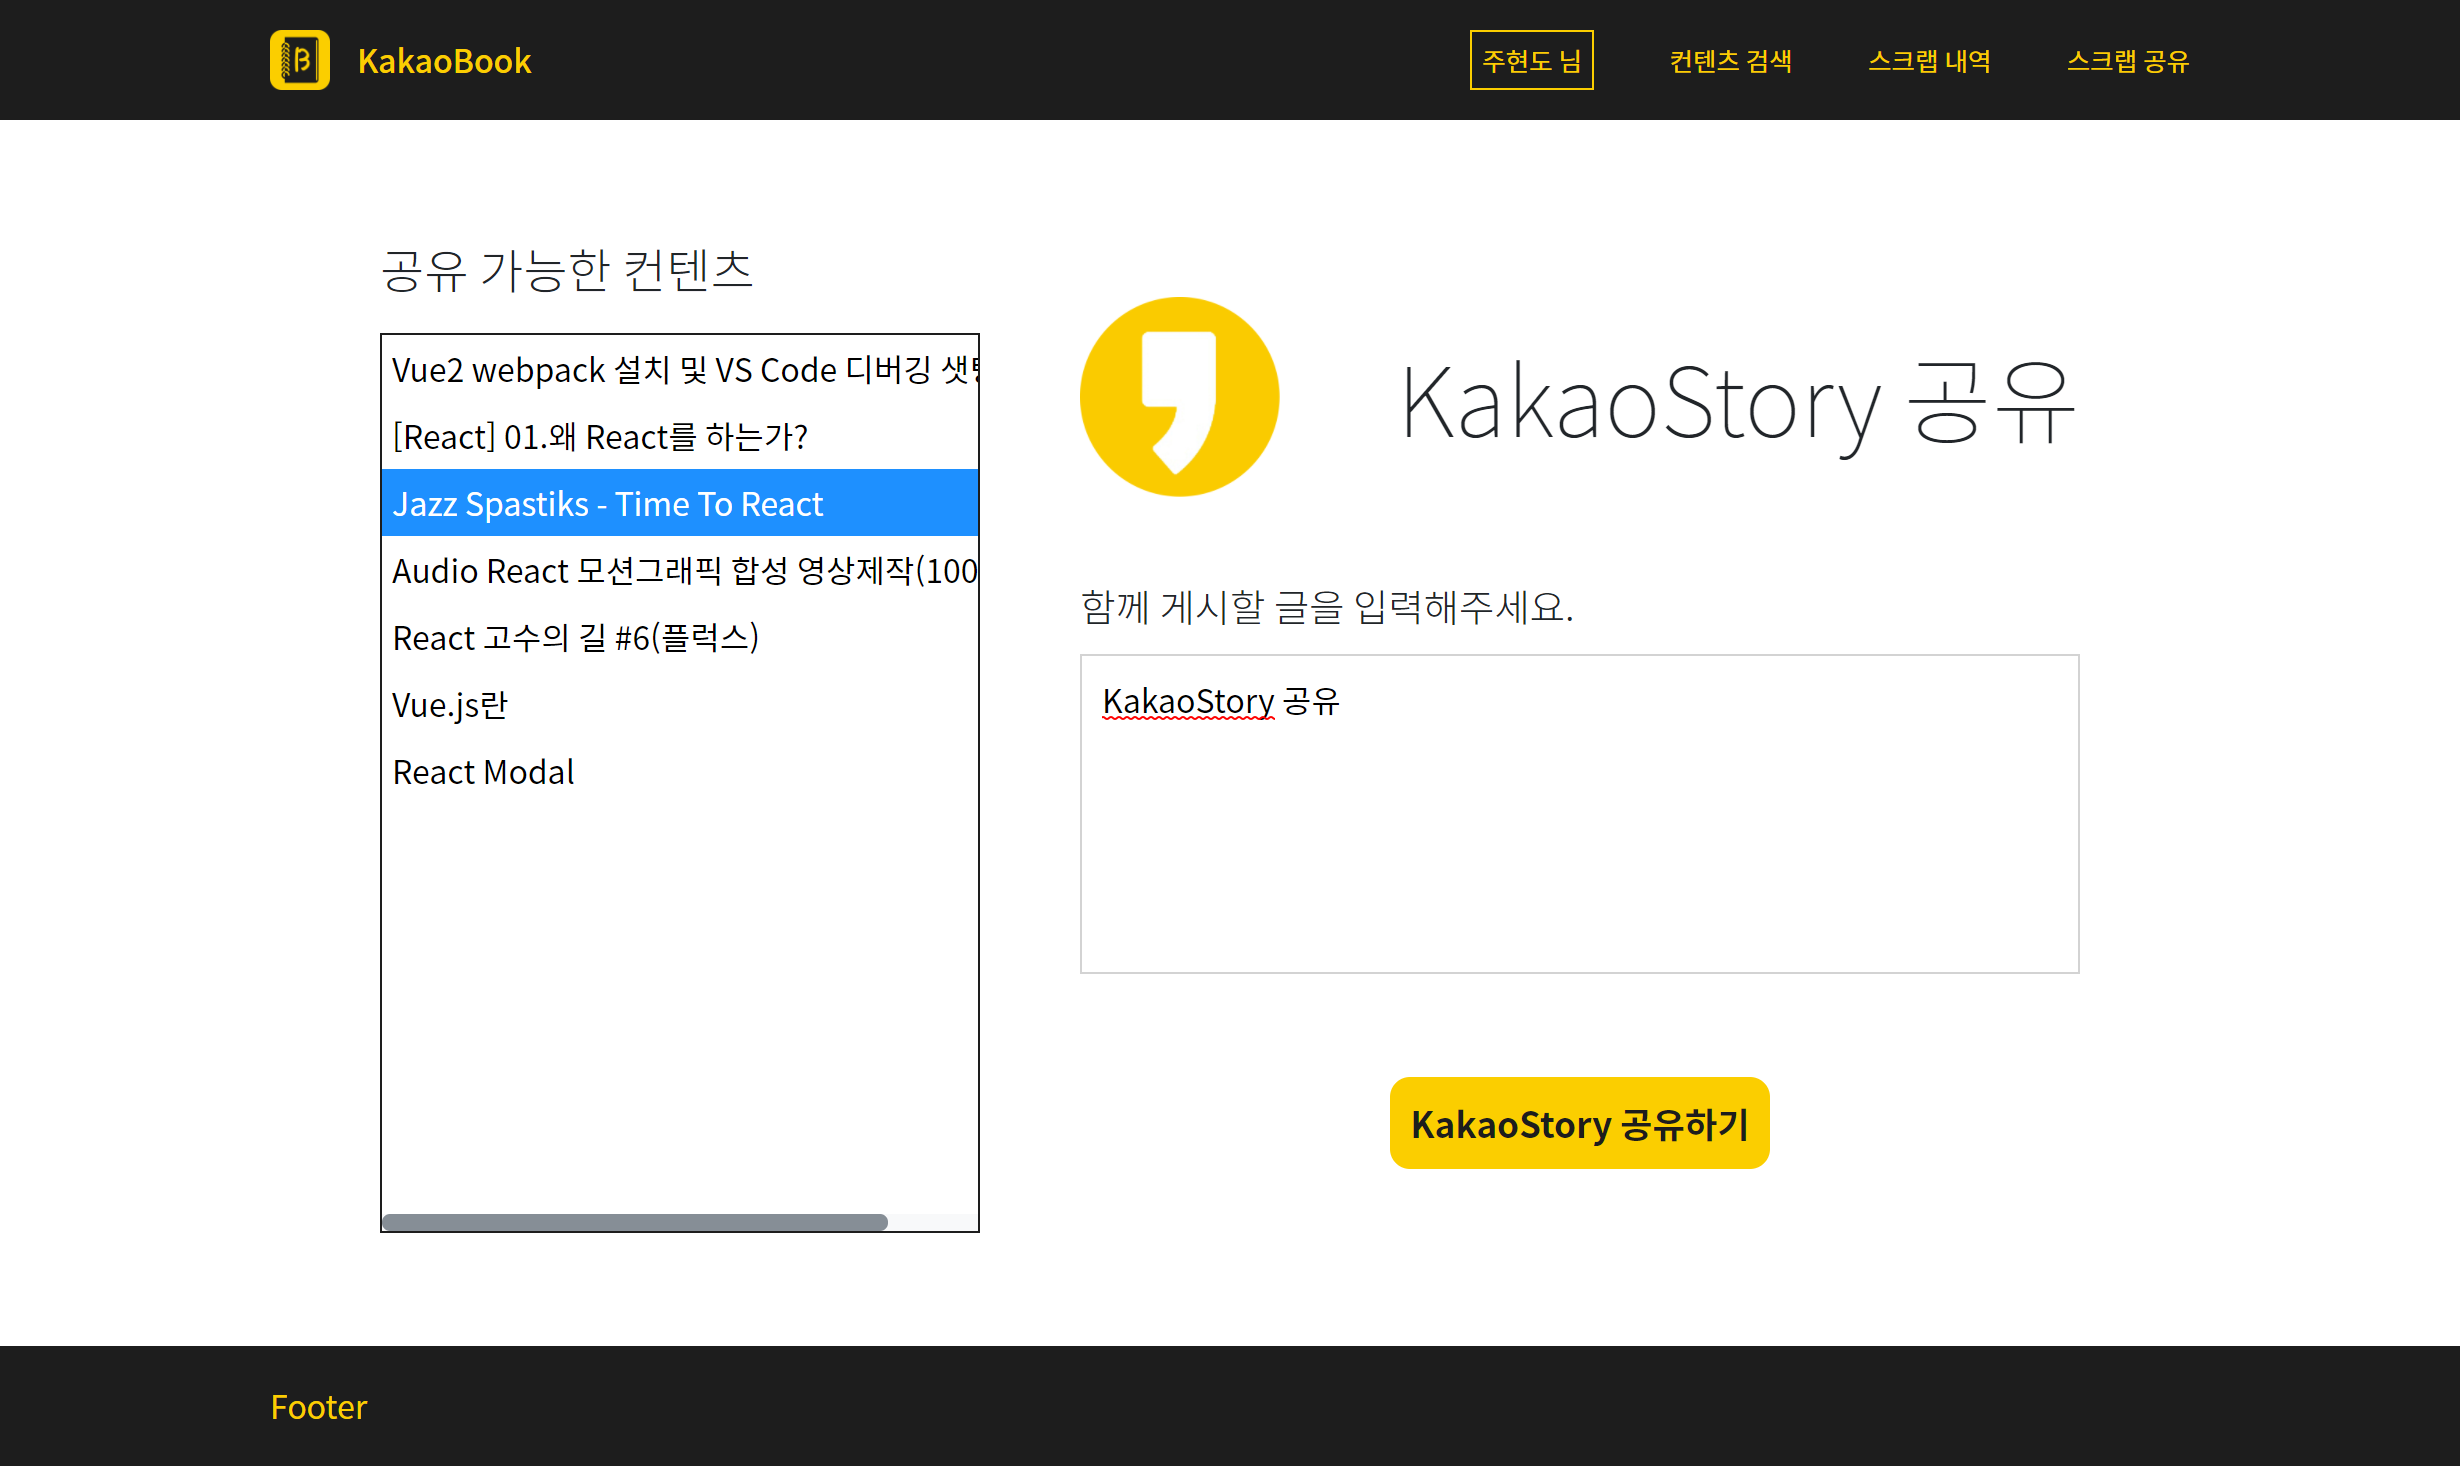 KakaoBook
주현도 님
컨텐츠 검색
스크랩 내역
스크랩 공유
공유 가능한 컨텐츠
Vue2 webpack 설치 및 VS Code 디버깅
[React] 01.왜 React를 하는가?
Jazz Spastiks - Time To React
Audio React 모션그래픽 합성 영상제작(100
React 고수의 길 #6(플럭스)
Vue.js란
React Modal
KakaoStory 공유
함께 게시할 글을 입력해주세요.
KakaoStory 공유
KakaoStory 공유하기
Footer